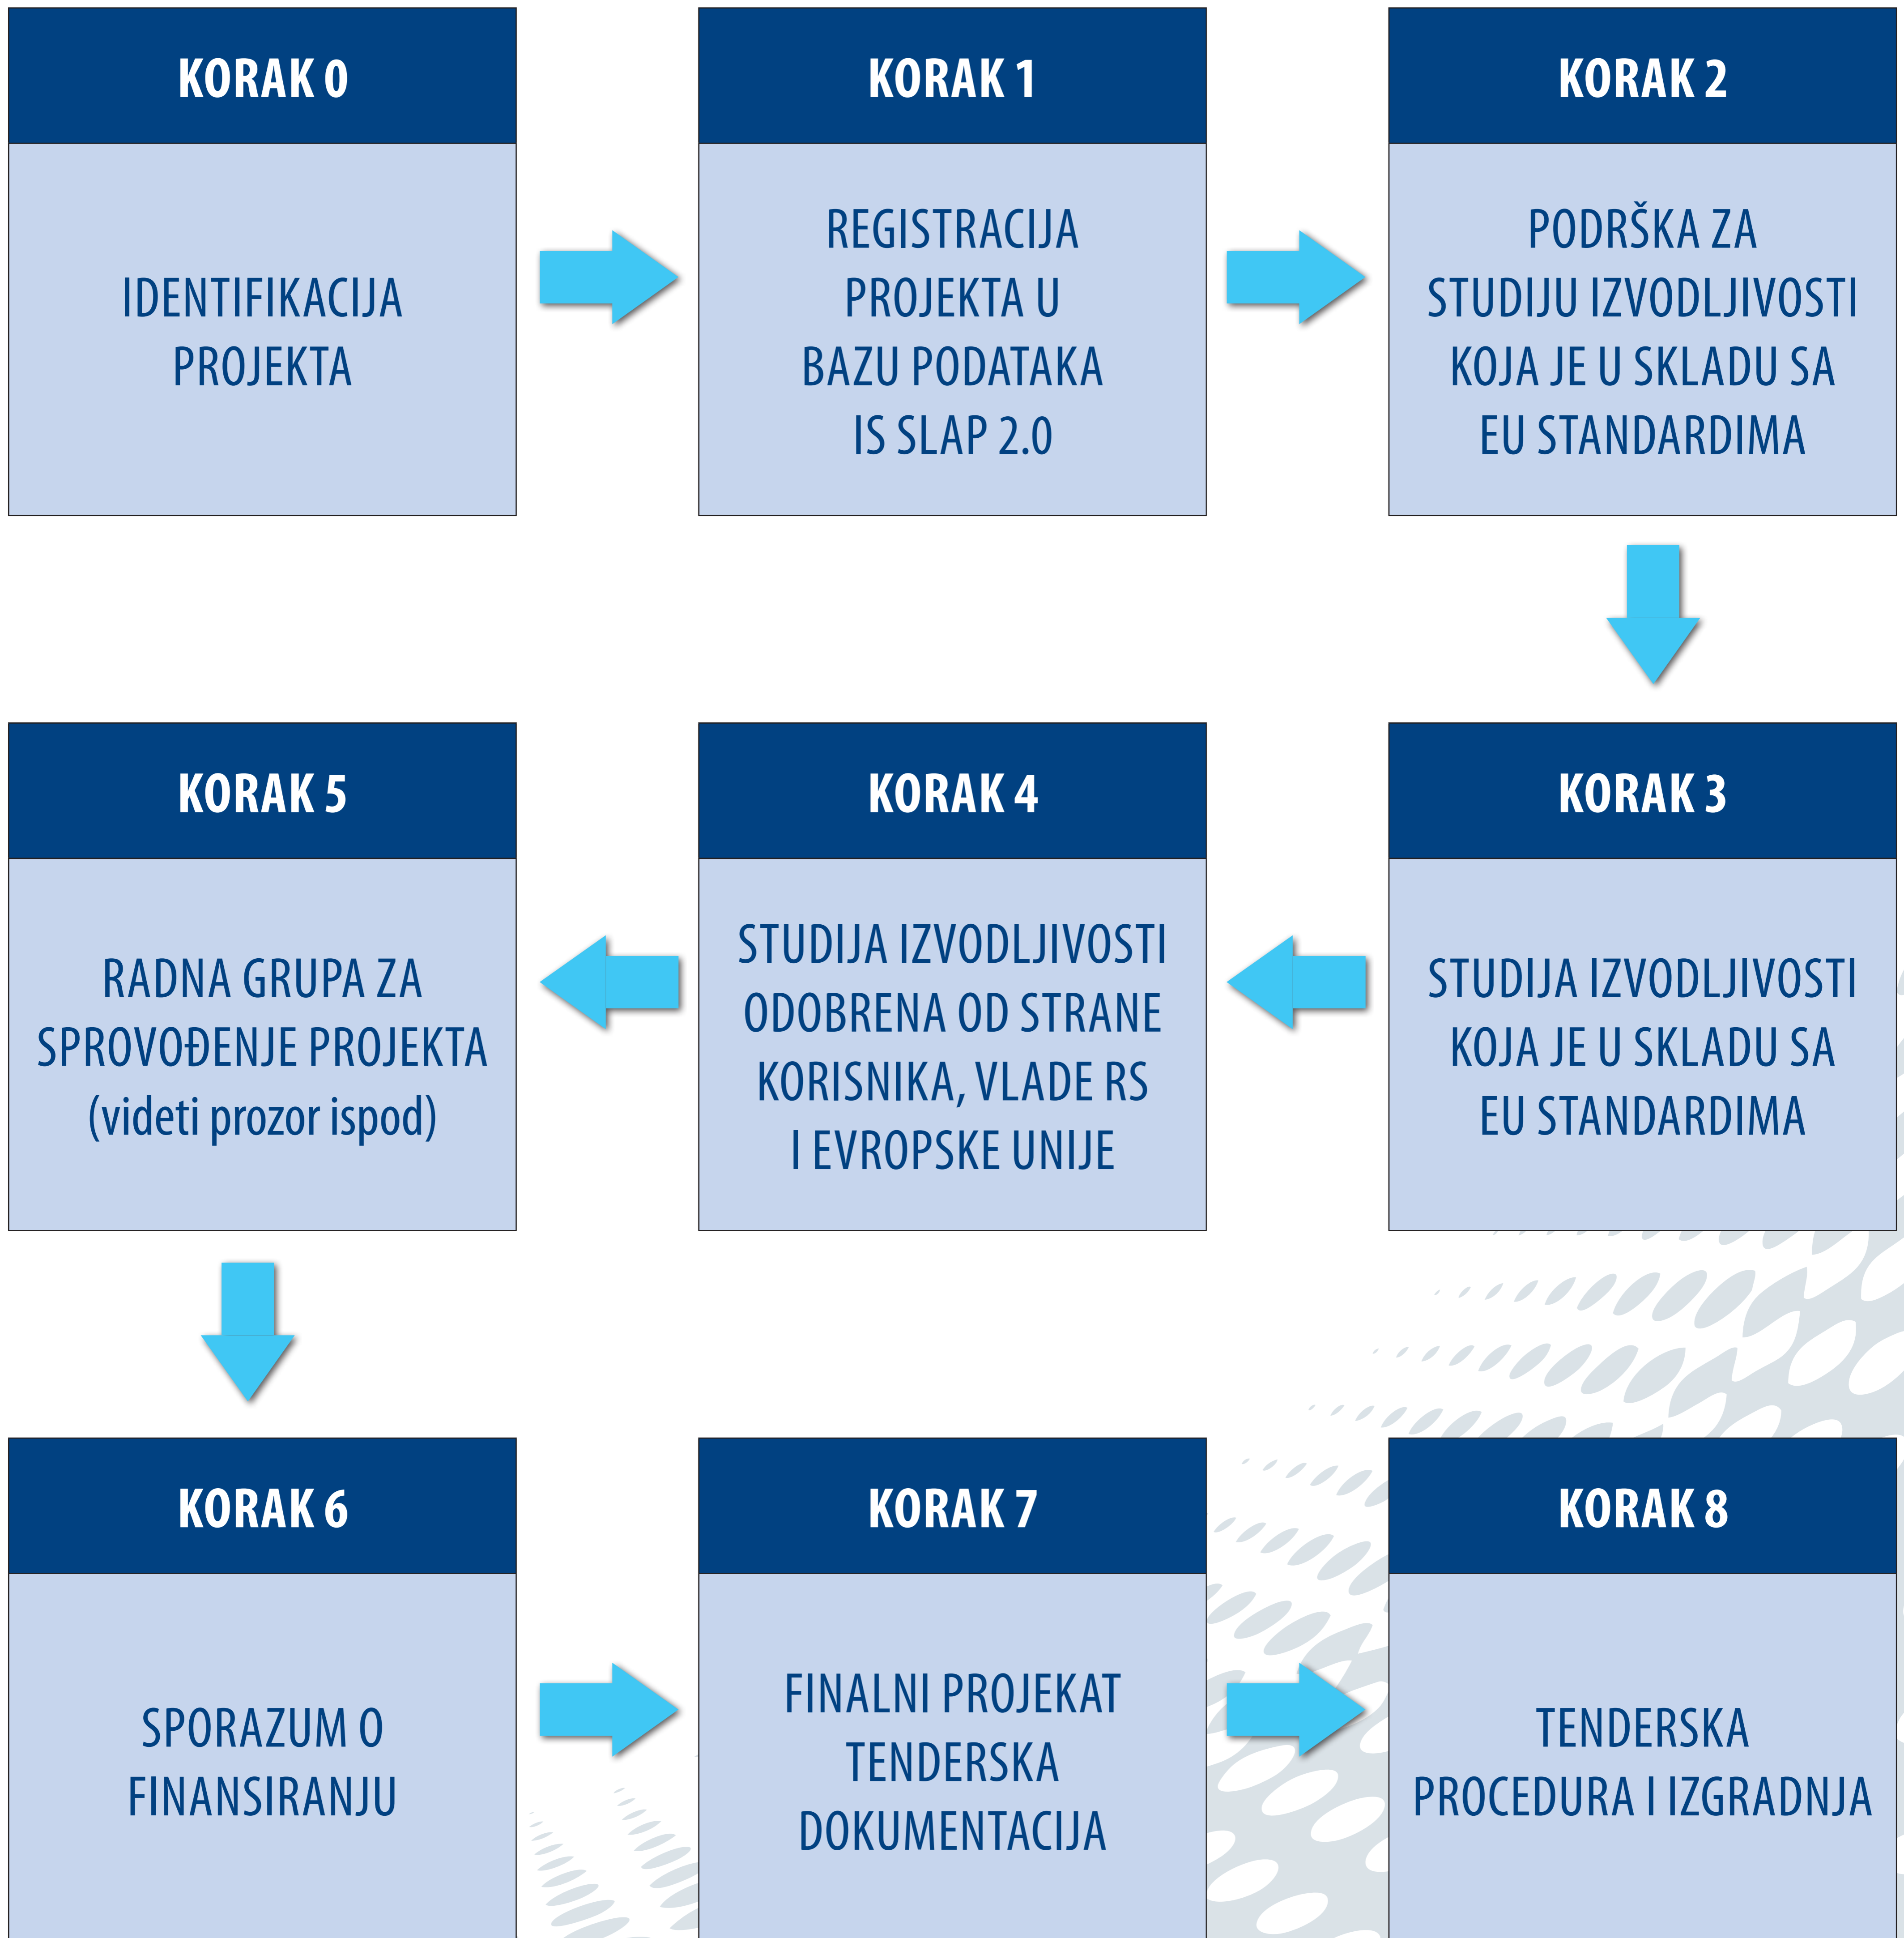 KORAK 0
IDENTIFIKACIJA
PROJEKTA
KORAK 1
REGISTRACIJA
PROJEKTA U
BAZU PODATAKA
IS SLAP 2.0
KORAK 2
PODRŠKA ZA
STUDIJU IZVODLJIVOSTI
KOJA JE U SKLADU SA
EU STANDARDIMA
KORAK 3
STUDIJA IZVODLJIVOSTI
KOJA JE U SKLADU SA
EU STANDARDIMA
KORAK 4
STUDIJA IZVODLJIVOSTI
ODOBRENA OD STRANE
KORISNIKA, VLADE RS
I EVROPSKE UNIJE
KORAK 5
RADNA GRUPA ZA
SPROVOĐENJE PROJEKTA
(videti prozor ispod)
KORAK 6
SPORAZUM O
FINANSIRANJU
KORAK 7
FINALNI PROJEKAT
TENDERSKA
DOKUMENTACIJA
KORAK 8
TENDERSKA
PROCEDURA I IZGRADNJA